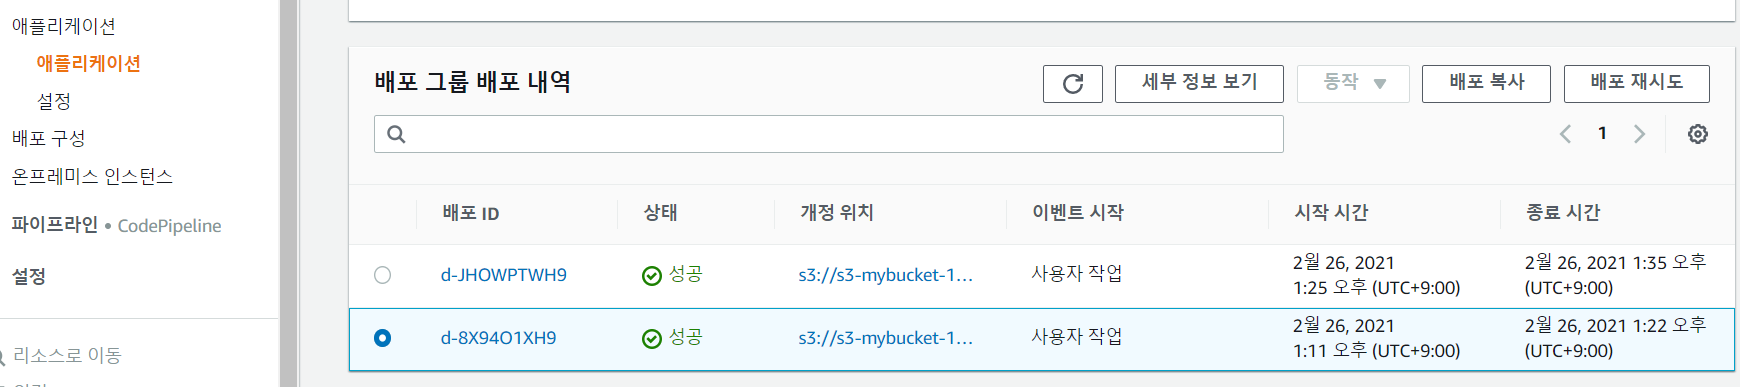 애플리케이션
애플리케이션
설정
배포 구성
온프레미스 인스턴스
파이프라인 • CodePipeline
설정
리소스로 이동
배포 그룹 배포 내역
세부 정보 보기
동작
배포 복사
배포 재시도
1
배포 ID 상태 개정 위치 이벤트 시작 시작 시간 종료 시간
d-JHOWPTWH9 성공 s3://s3-mybucket-1... 사용자 작업 2월 26, 2021 2월 26, 2021 1:35 오후
1:25 오후 (UTC+9:00) (UTC+9:00)
d-8X94O1XH9 성공 s3://s3-mybucket-1... 사용자 작업 2월 26, 2021 2월 26, 2021 1:22 오후
1:11 오후 (UTC+9:00) (UTC+9:00)